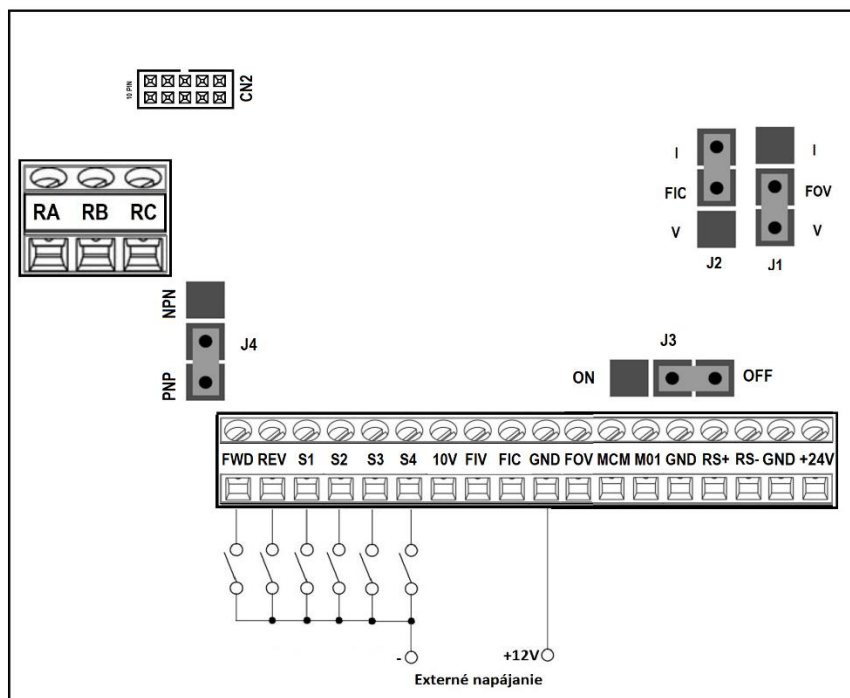 10 PIN
CN2
RA RB RC
I
FIC
V
J2
I
FOV
V
J1
NPN
PNP
J4
J3
ON
OFF
FWD REV S1 S2 S3 S4 10V FIV FIC GND FOV MCM M01 GND RS+ RS- GND +24V
-
+12V
Externé napájanie